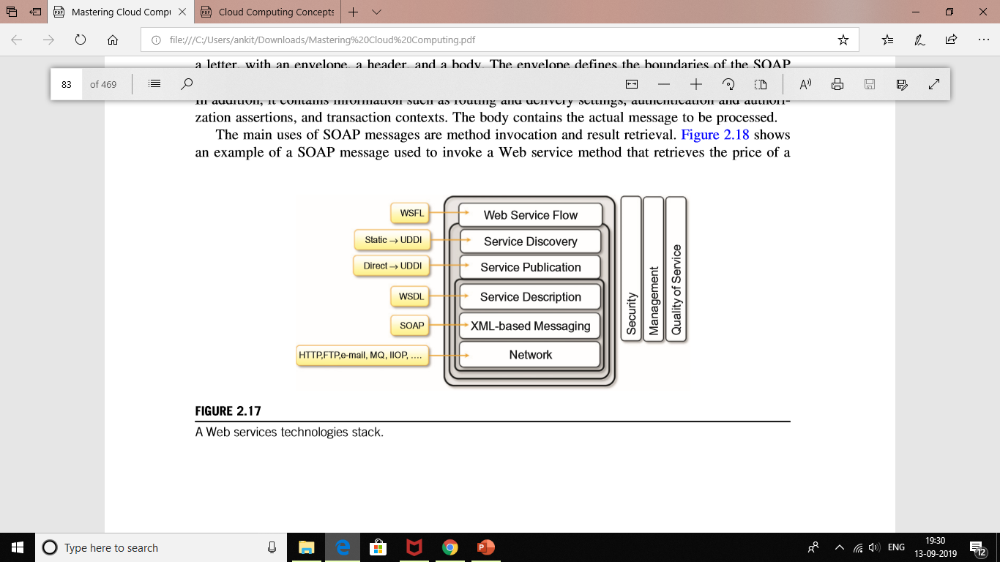 Mastering Cloud Compu
Cloud Computing Concepts
file:///C:/Users/ankit/Downloads/Mastering%20Cloud%20Computing.pdf
a letter, with an envelope, a header, and a body. The envelope defines the boundaries of the SOAP
83 of 469
In addition, it contains information such as routing and delivery settings, authentication and authori-
zation assertions, and transaction contexts. The body contains the actual message to be processed.
The main uses of SOAP messages are method invocation and result retrieval. Figure 2.18 shows
an example of a SOAP message used to invoke a Web service method that retrieves the price of a
WSFL
Web Service Flow
Static → UDDI
Service Discovery
Direct → UDDI
Service Publication
WSDL
Service Description
SOAP
XML-based Messaging
HTTP,FTP,e-mail, MQ, IIOP, ....
Network
Security
Management
Quality of Service
FIGURE 2.17
A Web services technologies stack.
Type here to search
ENG
19:30
13-09-2019
12